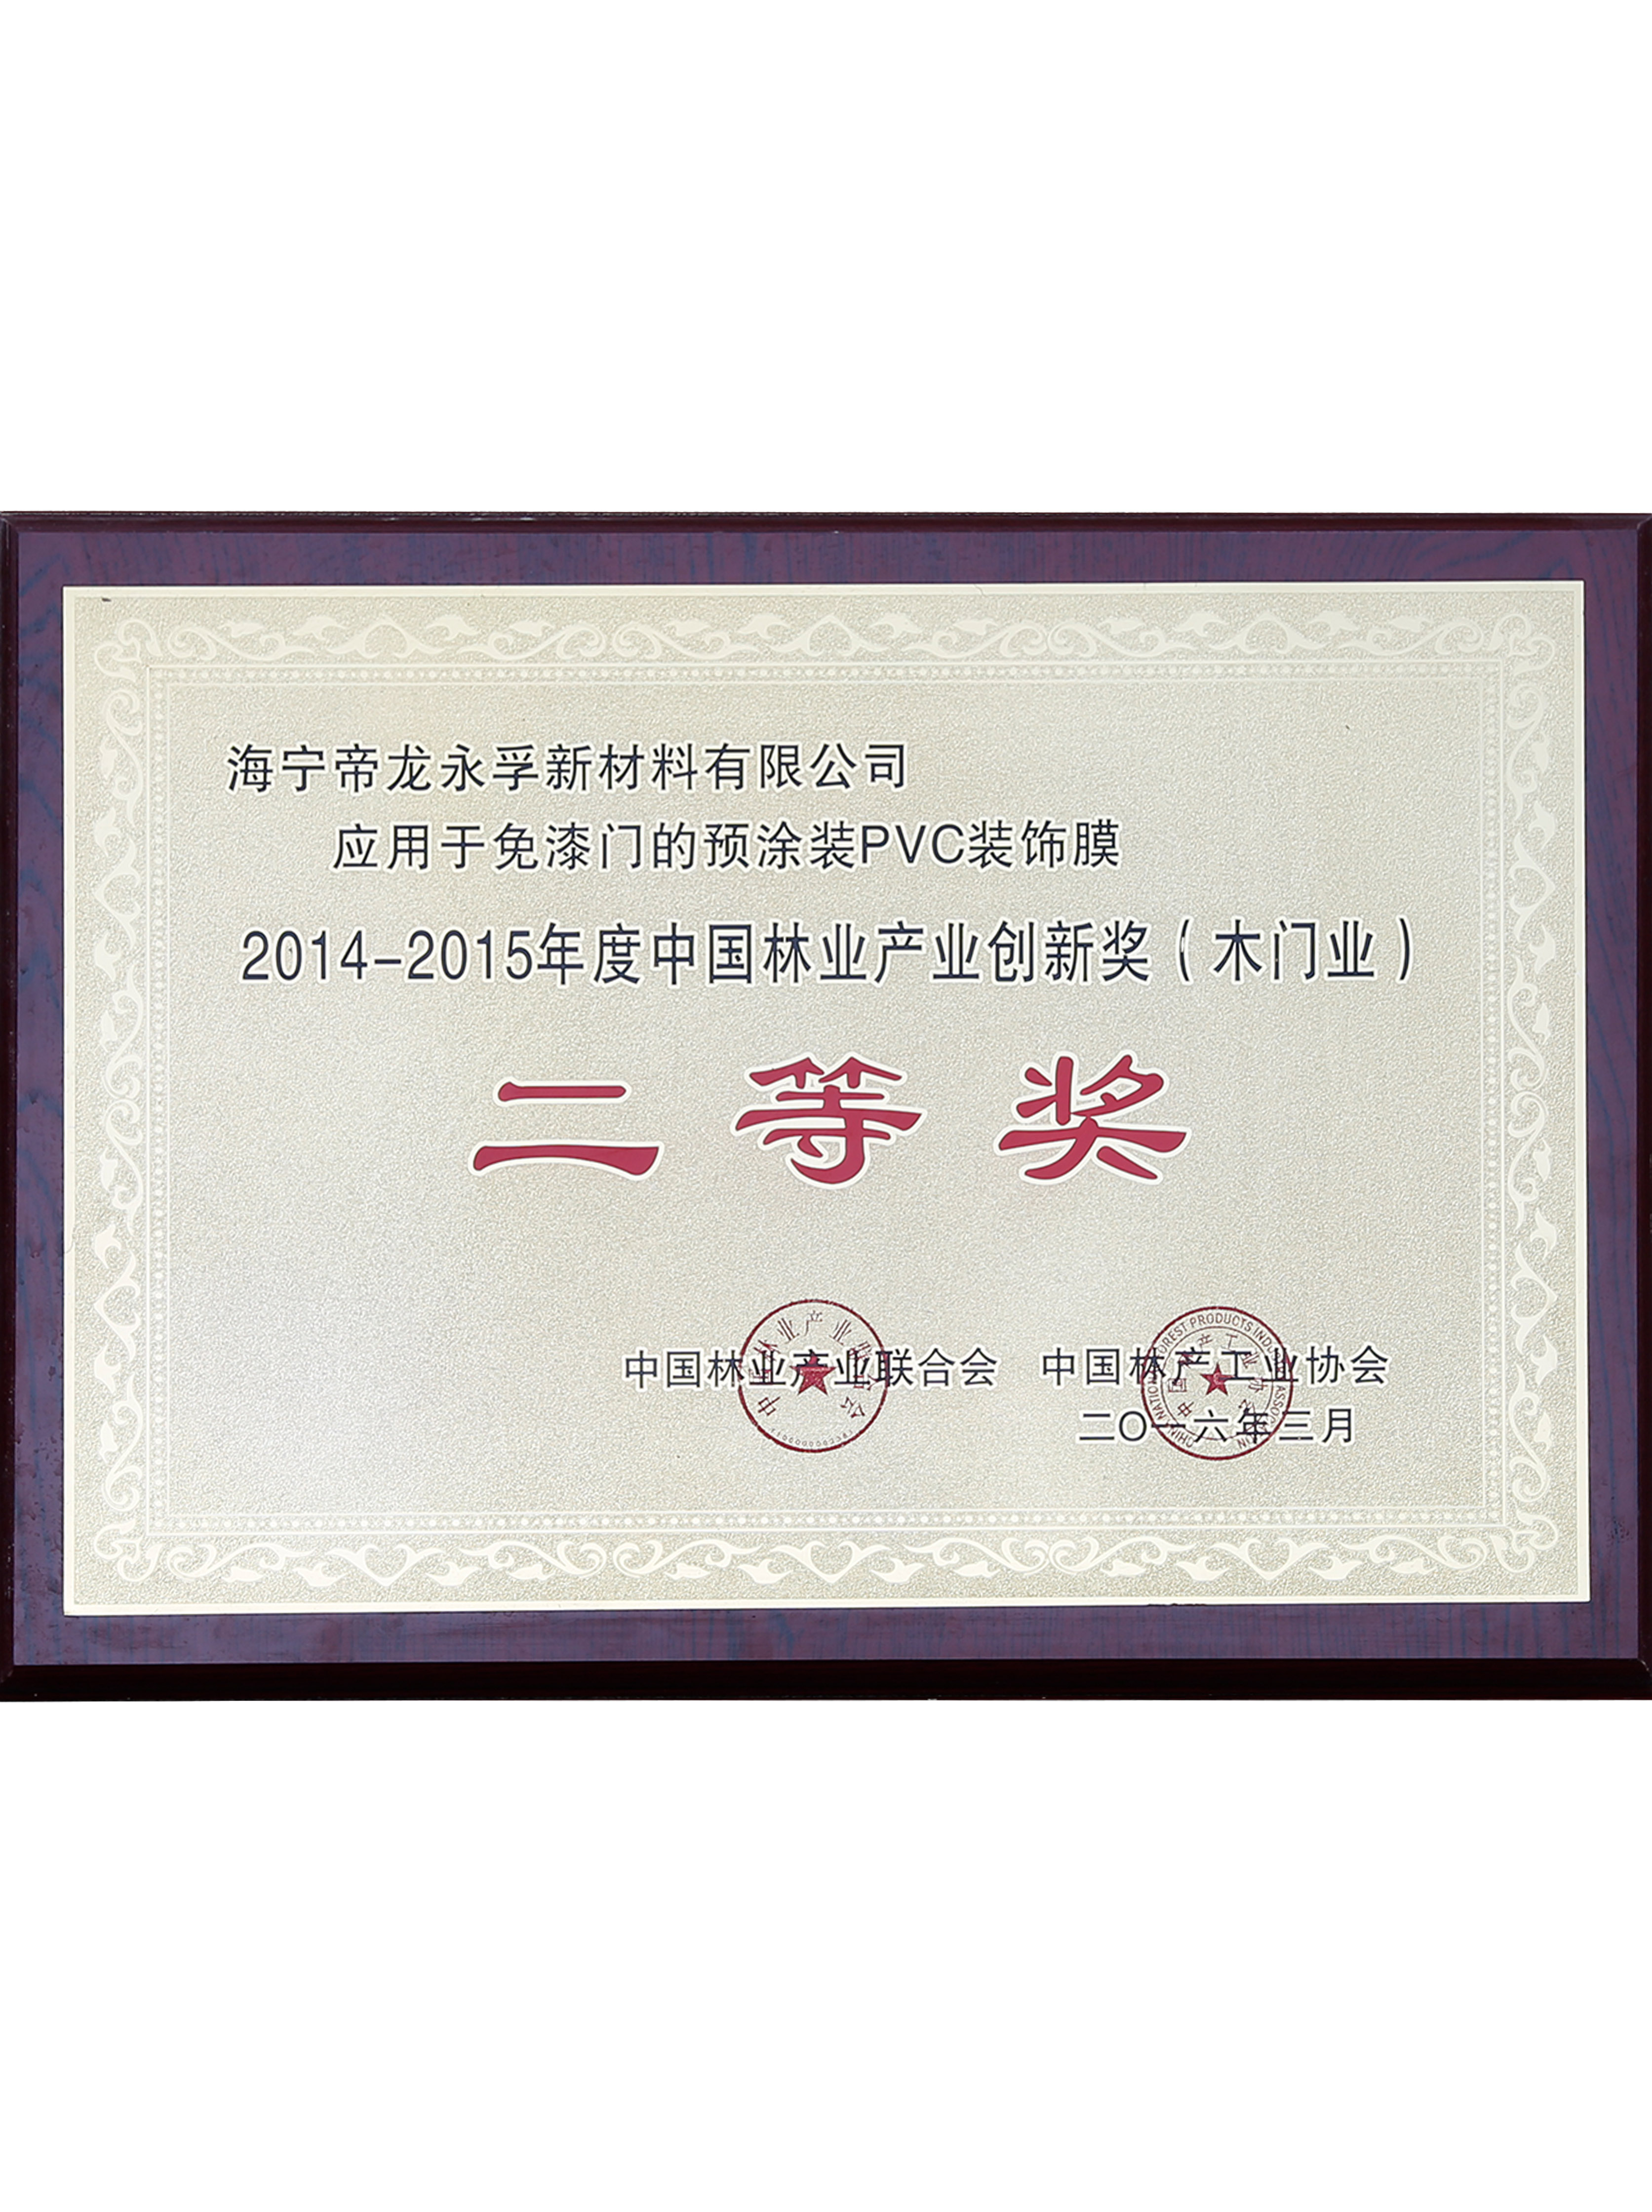 海宁帝龙永孚新材料有限公司
应用于免漆门的预涂装PVC装饰膜
2014-2015年度中国林业产业创新奖（木门业）
二等奖
中国林业产业联合会 中国林产工业协会
二〇一六年三月